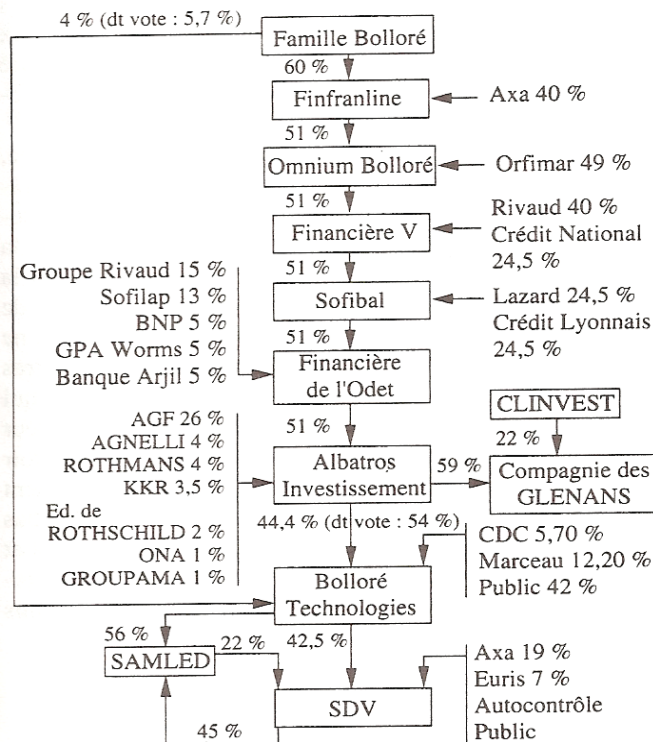 4 % (dt vote : 5,7 %)
Famille Bolloré
60 %
Finfranline
Axa 40 %
51 %
Omnium Bolloré
Orfimar 49 %
51 %
Financière V
Rivaud 40 %
Crédit National
24,5 %
51 %
Sofibal
Lazard 24,5 %
Crédit Lyonnais
24,5 %
Groupe Rivaud 15 %
Sofilap 13 %
BNP 5 %
GPA Worms 5 %
Banque Arjil 5 %
51 %
Financière
de l'Odet
CLINVEST
22 %
51 %
AGF 26 %
AGNELLI 4 %
ROTHMANS 4 %
KKR 3,5 %
Ed. de
ROTHSCHILD 2 %
ONA 1 %
GROUPAMA 1 %
Albatros
Investissement
59 %
Compagnie des
GLENANS
44,4 % (dt vote : 54 %)
CDC 5,70 %
Marceau 12,20 %
Public 42 %
Bolloré
Technologies
56 %
SAMLED
22 %
42,5 %
SDV
Axa 19 %
Euris 7 %
Autocontrôle
Public
45 %